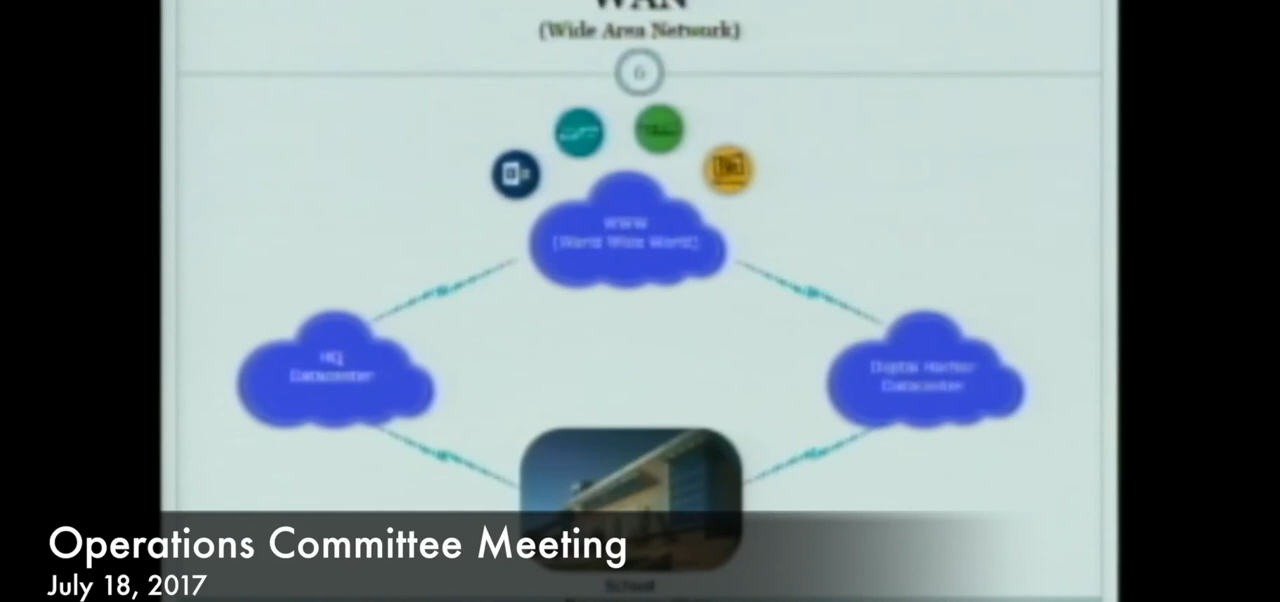 WAN
(Wide Area Network)
6
WWW
(World Wide World)
HQ
Datacenter
Digital Harbor
Datacenter
School
Operations Committee Meeting
July 18, 2017